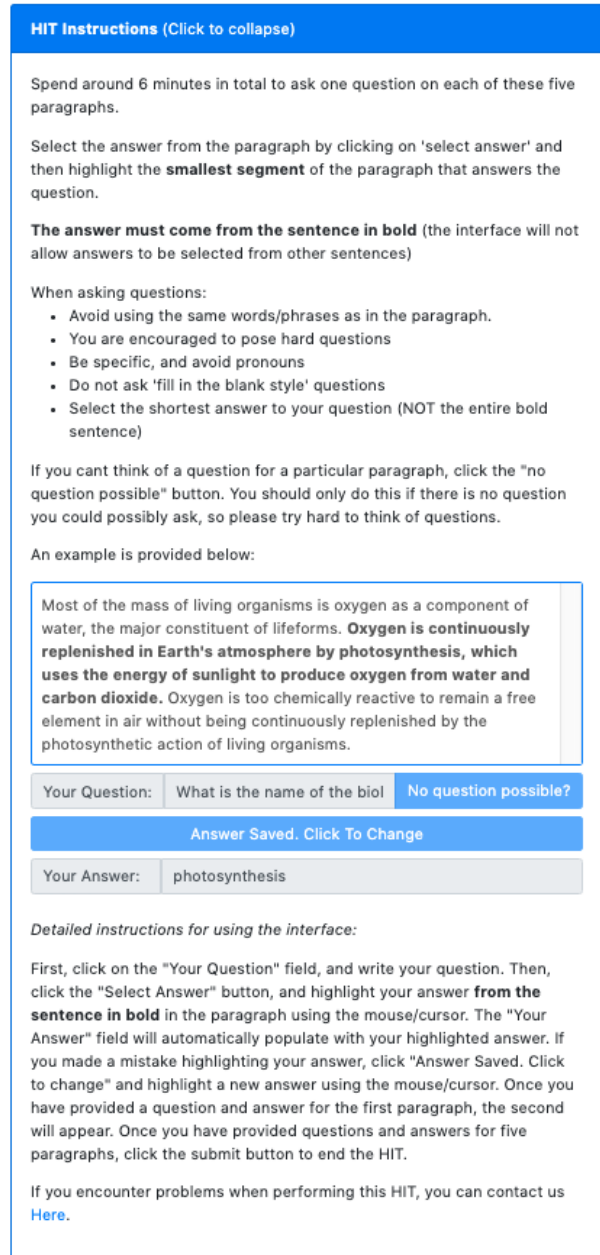 HIT Instructions (Click to collapse)
Spend around 6 minutes in total to ask one question on each of these five
paragraphs.
Select the answer from the paragraph by clicking on 'select answer' and
then highlight the smallest segment of the paragraph that answers the
question.
The answer must come from the sentence in bold (the interface will not
allow answers to be selected from other sentences)
When asking questions:
• Avoid using the same words/phrases as in the paragraph.
• You are encouraged to pose hard questions
• Be specific, and avoid pronouns
• Do not ask 'fill in the blank style' questions
• Select the shortest answer to your question (NOT the entire bold
sentence)
If you cant think of a question for a particular paragraph, click the "no
question possible" button. You should only do this if there is no question
you could possibly ask, so please try hard to think of questions.
An example is provided below:
Most of the mass of living organisms is oxygen as a component of
water, the major constituent of lifeforms. Oxygen is continuously
replenished in Earth's atmosphere by photosynthesis, which
uses the energy of sunlight to produce oxygen from water and
carbon dioxide. Oxygen is too chemically reactive to remain a free
element in air without being continuously replenished by the
photosynthetic action of living organisms.
Your Question: What is the name of the biol No question possible?
Answer Saved. Click To Change
Your Answer: photosynthesis
Detailed instructions for using the interface:
First, click on the "Your Question" field, and write your question. Then,
click the "Select Answer" button, and highlight your answer from the
sentence in bold in the paragraph using the mouse/cursor. The "Your
Answer" field will automatically populate with your highlighted answer. If
you made a mistake highlighting your answer, click "Answer Saved. Click
to change" and highlight a new answer using the mouse/cursor. Once you
have provided a question and answer for the first paragraph, the second
will appear. Once you have provided questions and answers for five
paragraphs, click the submit button to end the HIT.
If you encounter problems when performing this HIT, you can contact us
Here.